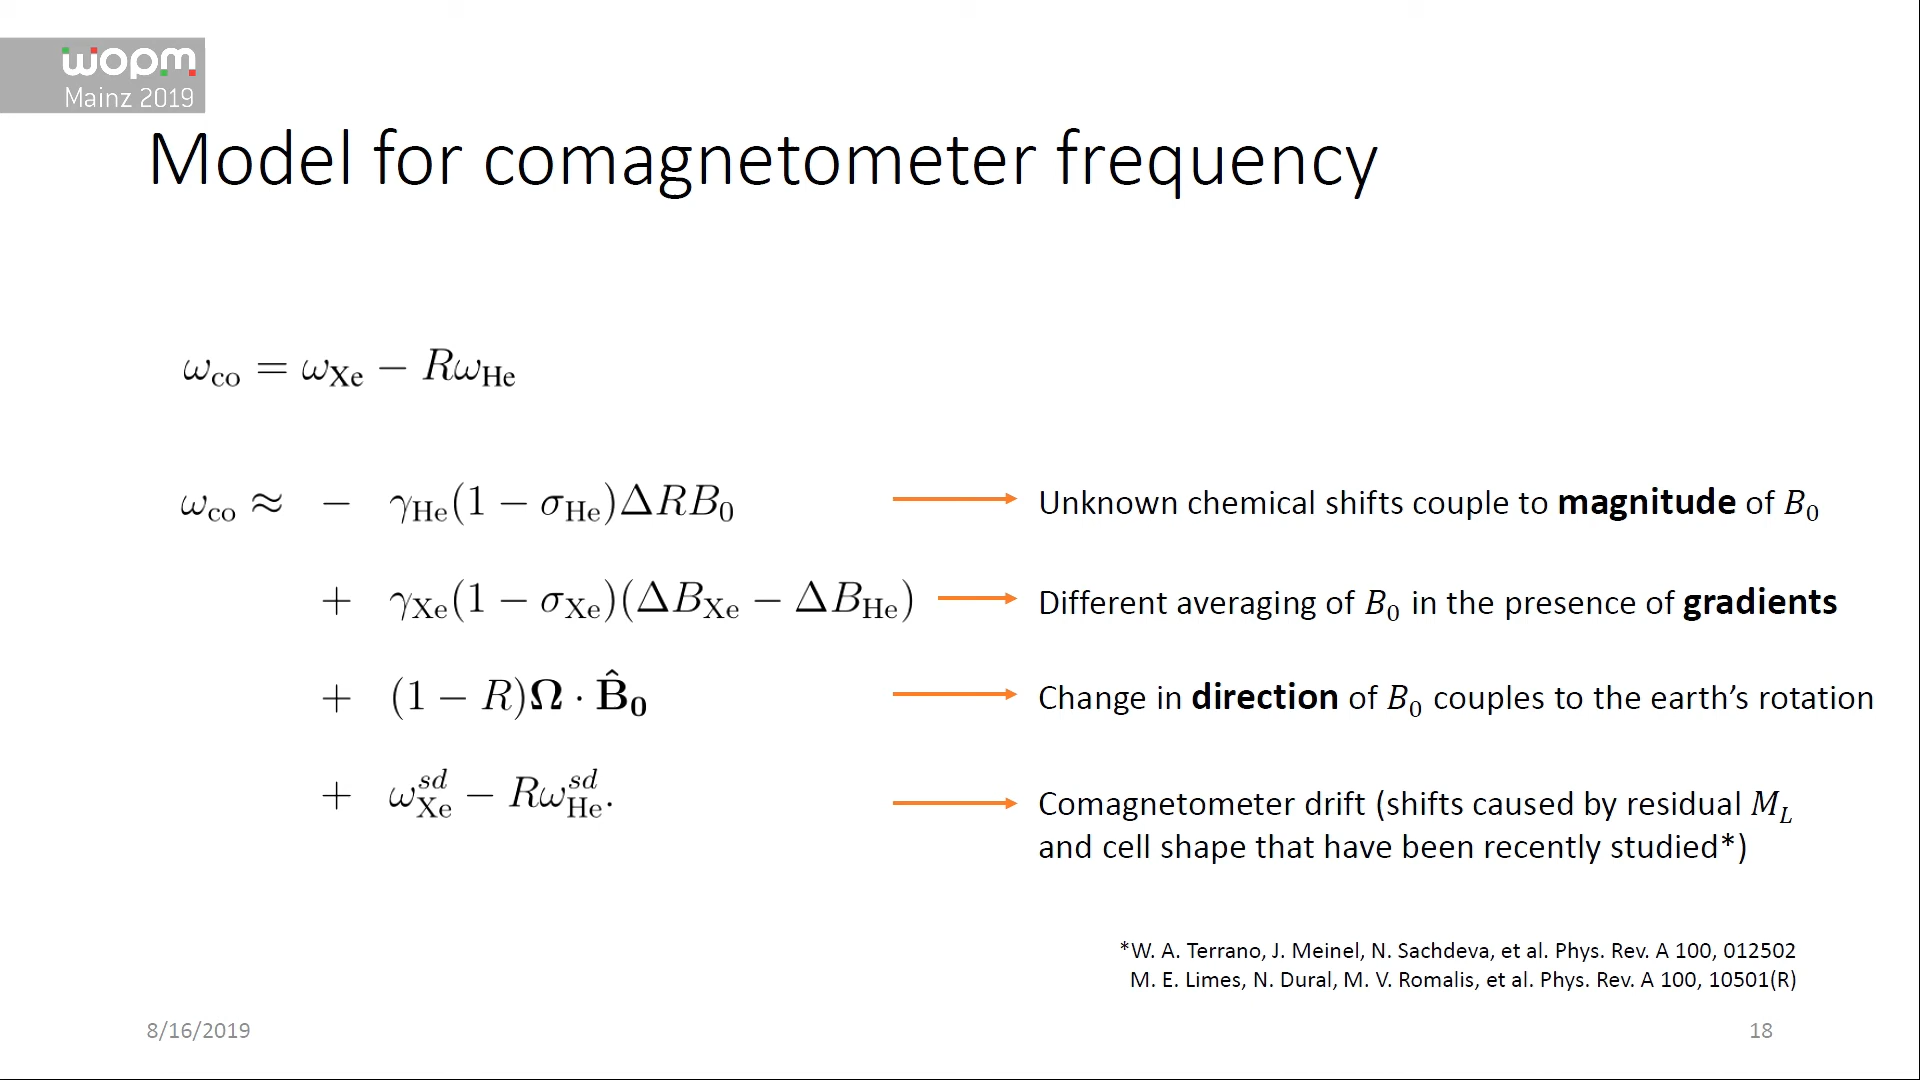 wopm
Mainz 2019
Model for comagnetometer frequency
ω_co = ω_Xe − Rω_He
ω_co ≈ − γ_He(1 − σ_He)ΔRB_0
Unknown chemical shifts couple to magnitude of B_0
+ γ_Xe(1 − σ_Xe)(ΔB_Xe − ΔB_He)
Different averaging of B_0 in the presence of gradients
+ (1 − R)Ω · B̂_0
Change in direction of B_0 couples to the earth's rotation
+ ω_Xe^sd − Rω_He^sd.
Comagnetometer drift (shifts caused by residual M_L
and cell shape that have been recently studied*)
*W. A. Terrano, J. Meinel, N. Sachdeva, et al. Phys. Rev. A 100, 012502
M. E. Limes, N. Dural, M. V. Romalis, et al. Phys. Rev. A 100, 10501(R)
8/16/2019
18